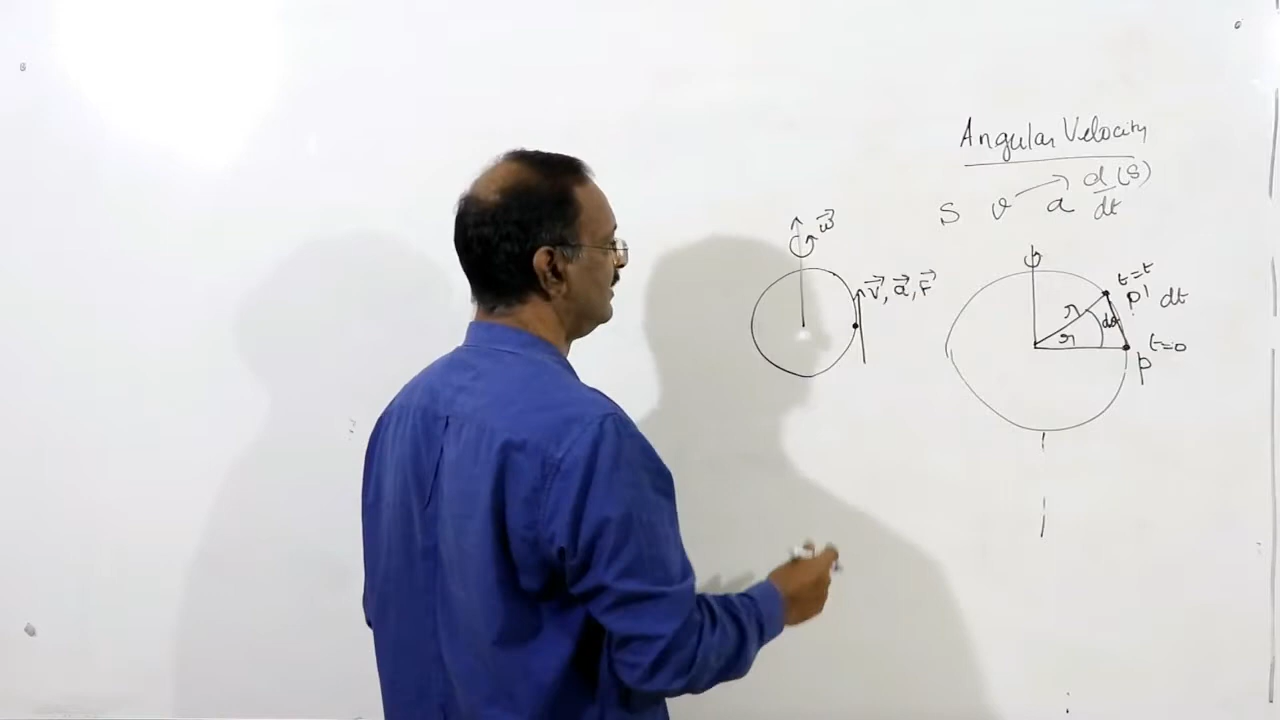 Angular Velocity
S v a d/dt (s)
ω⃗
v⃗, a⃗, F⃗
t=t
p' dt
r dθ
r t=0
p